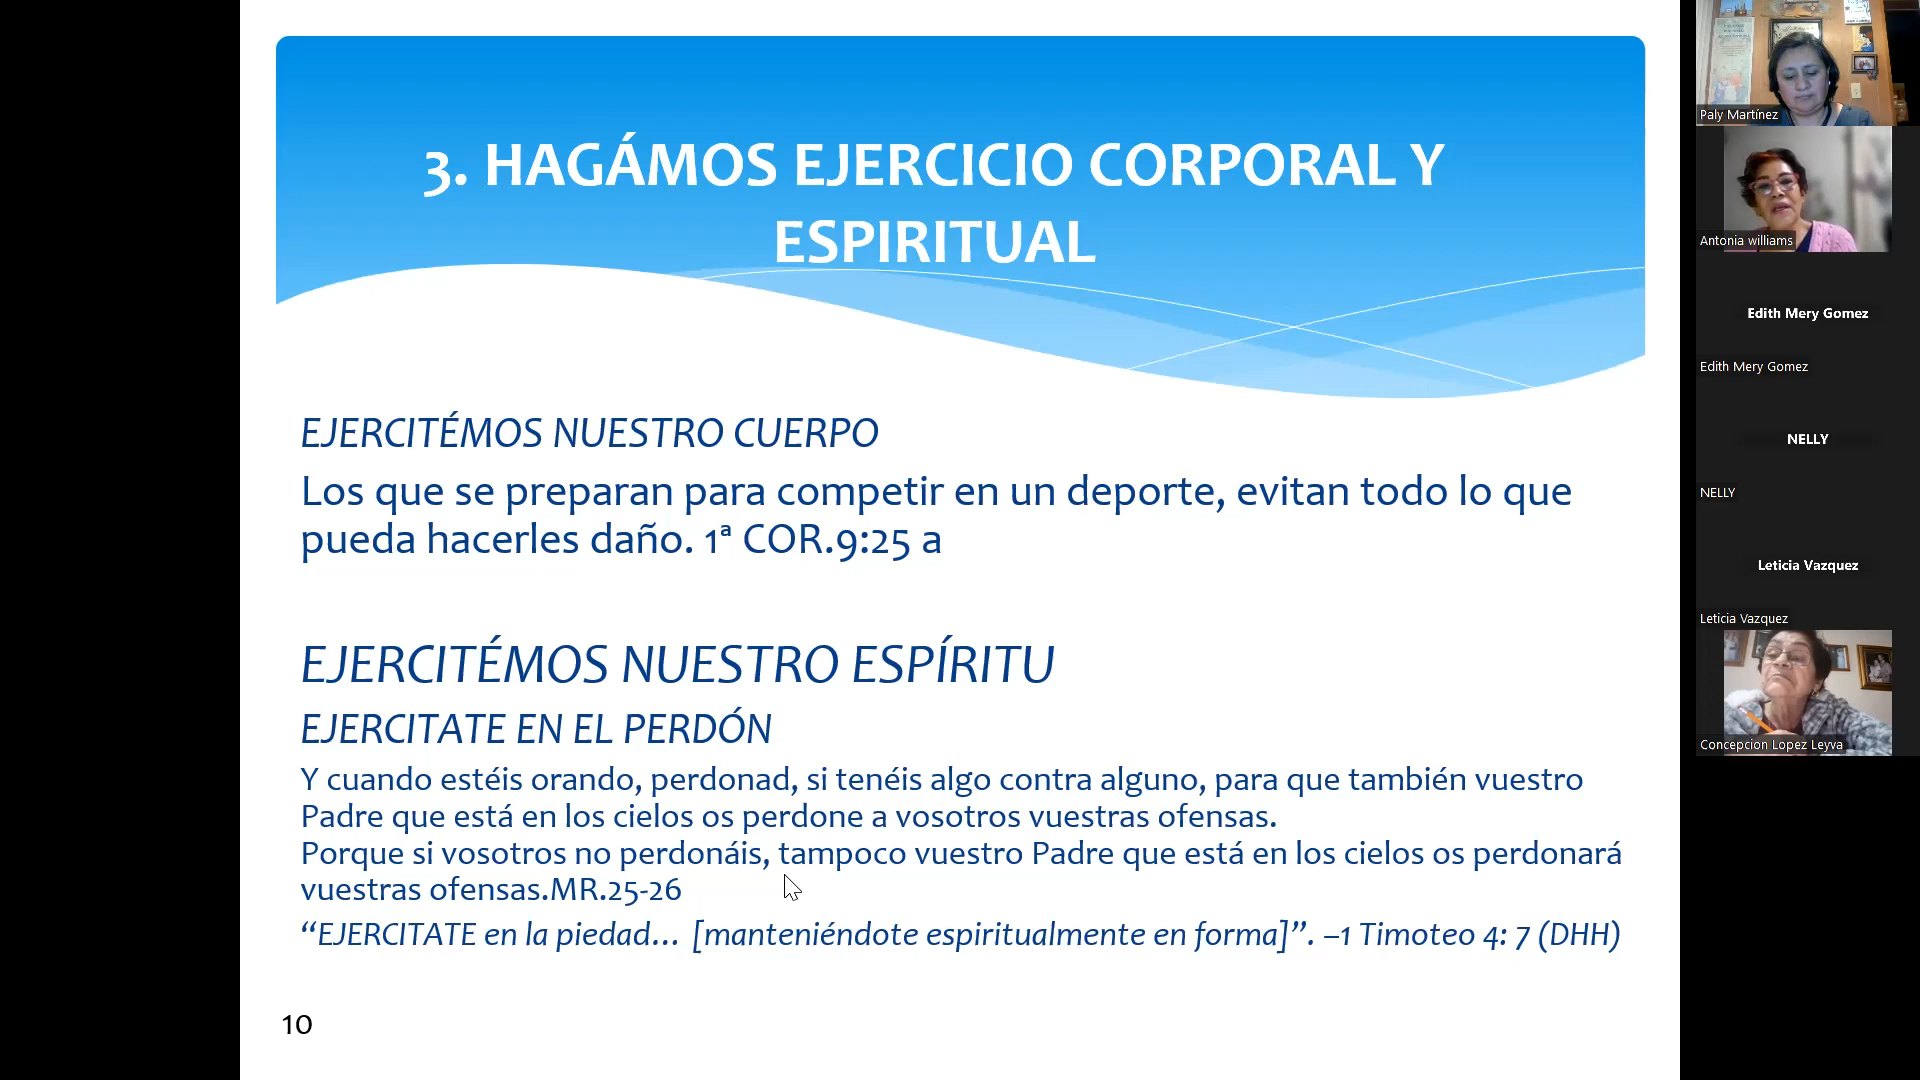 3. HAGÁMOS EJERCICIO CORPORAL Y
ESPIRITUAL
EJERCITÉMOS NUESTRO CUERPO
Los que se preparan para competir en un deporte, evitan todo lo que
pueda hacerles daño. 1ª COR.9:25 a
EJERCITÉMOS NUESTRO ESPÍRITU
EJERCITATE EN EL PERDÓN
Y cuando estéis orando, perdonad, si tenéis algo contra alguno, para que también vuestro
Padre que está en los cielos os perdone a vosotros vuestras ofensas.
Porque si vosotros no perdonáis, tampoco vuestro Padre que está en los cielos os perdonará
vuestras ofensas.MR.25-26
“EJERCITATE en la piedad… [manteniéndote espiritualmente en forma]”. –1 Timoteo 4: 7 (DHH)
10
Paly Martínez
Antonia williams
Edith Mery Gomez
Edith Mery Gomez
NELLY
NELLY
Leticia Vazquez
Leticia Vazquez
Concepcion Lopez Leyva